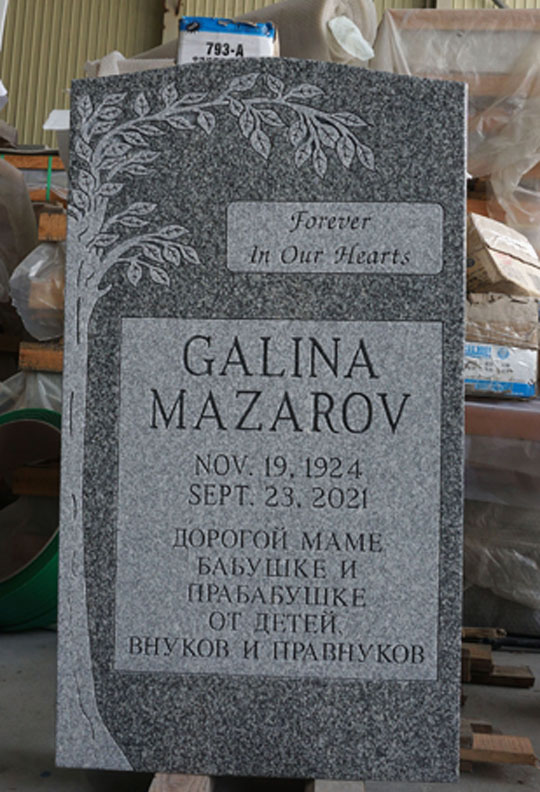 793-A
Forever
In Our Hearts
GALINA
MAZAROV
NOV. 19, 1924
SEPT. 23, 2021
ДОРОГОЙ МАМЕ
БАБУШКЕ И
ПРАБАБУШКЕ
ОТ ДЕТЕЙ,
ВНУКОВ И ПРАВНУКОВ